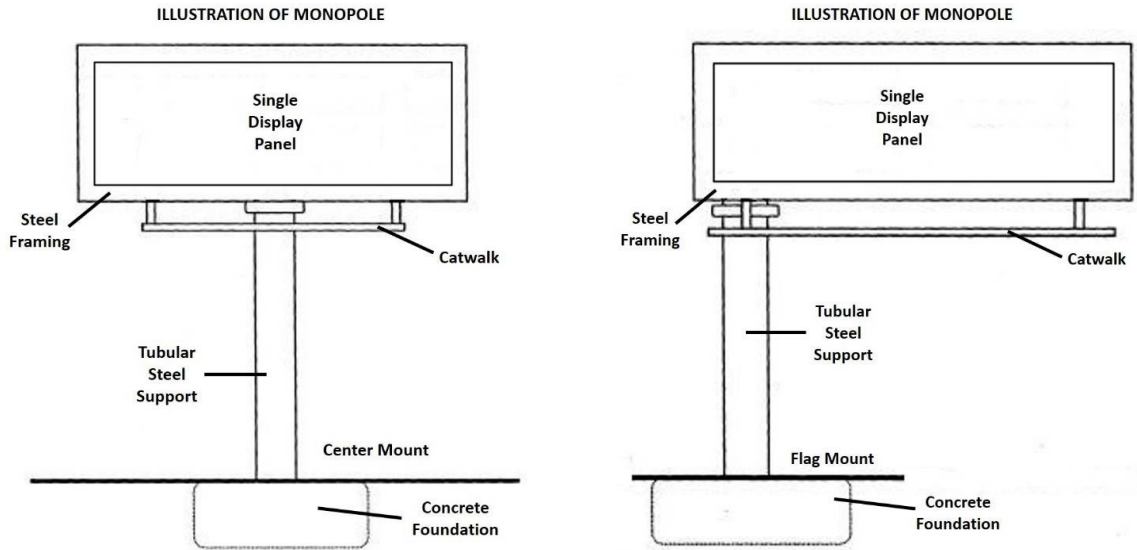 ILLUSTRATION OF MONOPOLE
Single
Display
Panel
Steel
Framing
Catwalk
Tubular
Steel
Support
Center Mount
Concrete
Foundation
ILLUSTRATION OF MONOPOLE
Single
Display
Panel
Steel
Framing
Catwalk
Tubular
Steel
Support
Flag Mount
Concrete
Foundation